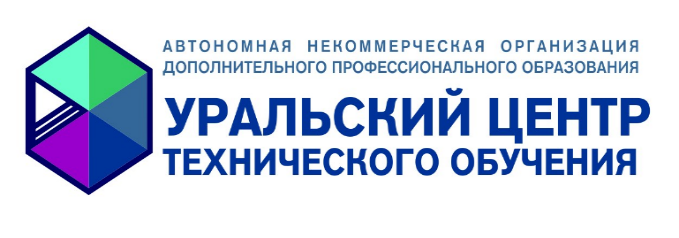 АВТОНОМНАЯ НЕКОММЕРЧЕСКАЯ ОРГАНИЗАЦИЯ
ДОПОЛНИТЕЛЬНОГО ПРОФЕССИОНАЛЬНОГО ОБРАЗОВАНИЯ
УРАЛЬСКИЙ ЦЕНТР
ТЕХНИЧЕСКОГО ОБУЧЕНИЯ